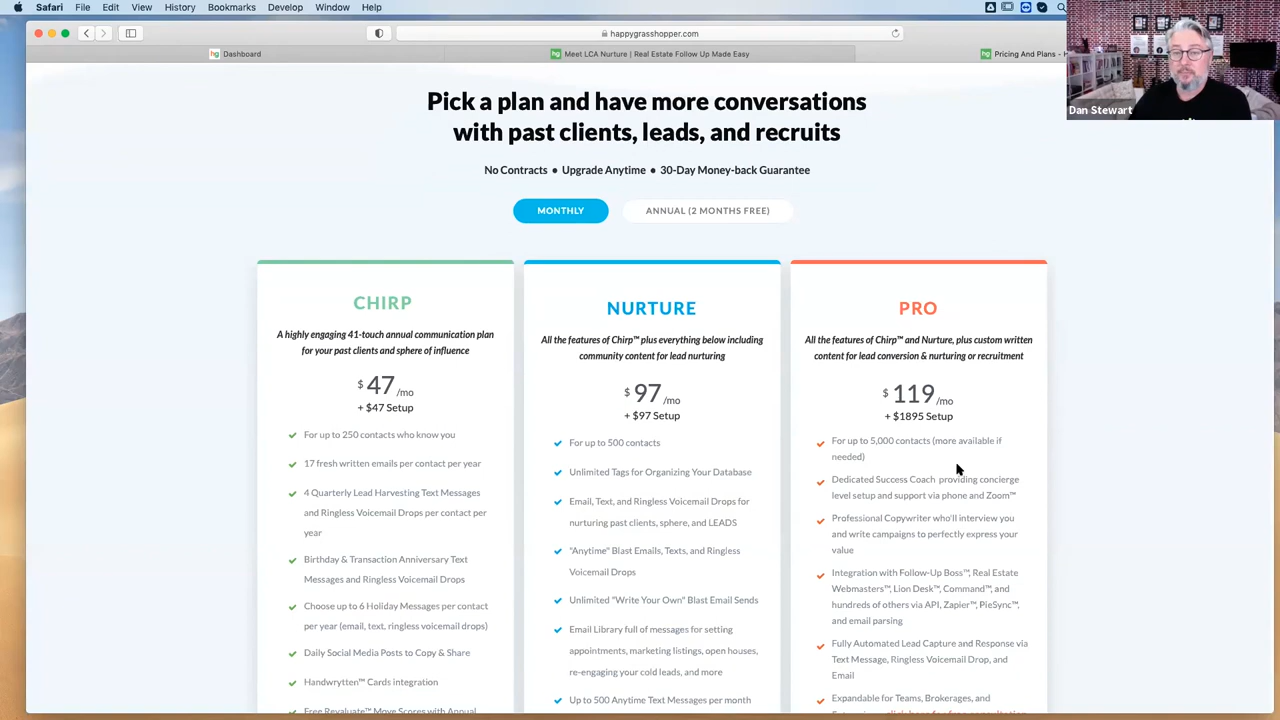 Safari File Edit View History Bookmarks Develop Window Help
happygrasshopper.com
hg Dashboard
hg Meet LCA Nurture | Real Estate Follow Up Made Easy
hg Pricing And Plans -
Dan Stewart
Pick a plan and have more conversations
with past clients, leads, and recruits
No Contracts • Upgrade Anytime • 30-Day Money-back Guarantee
MONTHLY
ANNUAL (2 MONTHS FREE)
CHIRP
A highly engaging 41-touch annual communication plan
for your past clients and sphere of influence
$ 47 /mo
+ $47 Setup
For up to 250 contacts who know you
17 fresh written emails per contact per year
4 Quarterly Lead Harvesting Text Messages
and Ringless Voicemail Drops per contact per
year
Birthday & Transaction Anniversary Text
Messages and Ringless Voicemail Drops
Choose up to 6 Holiday Messages per contact
per year (email, text, ringless voicemail drops)
Daily Social Media Posts to Copy & Share
Handwrytten™ Cards integration
Free Revaluate™ Move Scores with Annual
NURTURE
All the features of Chirp™ plus everything below including
community content for lead nurturing
$ 97 /mo
+ $97 Setup
For up to 500 contacts
Unlimited Tags for Organizing Your Database
Email, Text, and Ringless Voicemail Drops for
nurturing past clients, sphere, and LEADS
"Anytime" Blast Emails, Texts, and Ringless
Voicemail Drops
Unlimited "Write Your Own" Blast Email Sends
Email Library full of messages for setting
appointments, marketing listings, open houses,
re-engaging your cold leads, and more
Up to 500 Anytime Text Messages per month
PRO
All the features of Chirp™ and Nurture, plus custom written
content for lead conversion & nurturing or recruitment
$ 119 /mo
+ $1895 Setup
For up to 5,000 contacts (more available if
needed)
Dedicated Success Coach providing concierge
level setup and support via phone and Zoom™
Professional Copywriter who'll interview you
and write campaigns to perfectly express your
value
Integration with Follow-Up Boss™, Real Estate
Webmasters™, Lion Desk™, Command™, and
hundreds of others via API, Zapier™, PieSync™,
and email parsing
Fully Automated Lead Capture and Response via
Text Message, Ringless Voicemail Drop, and
Email
Expandable for Teams, Brokerages, and